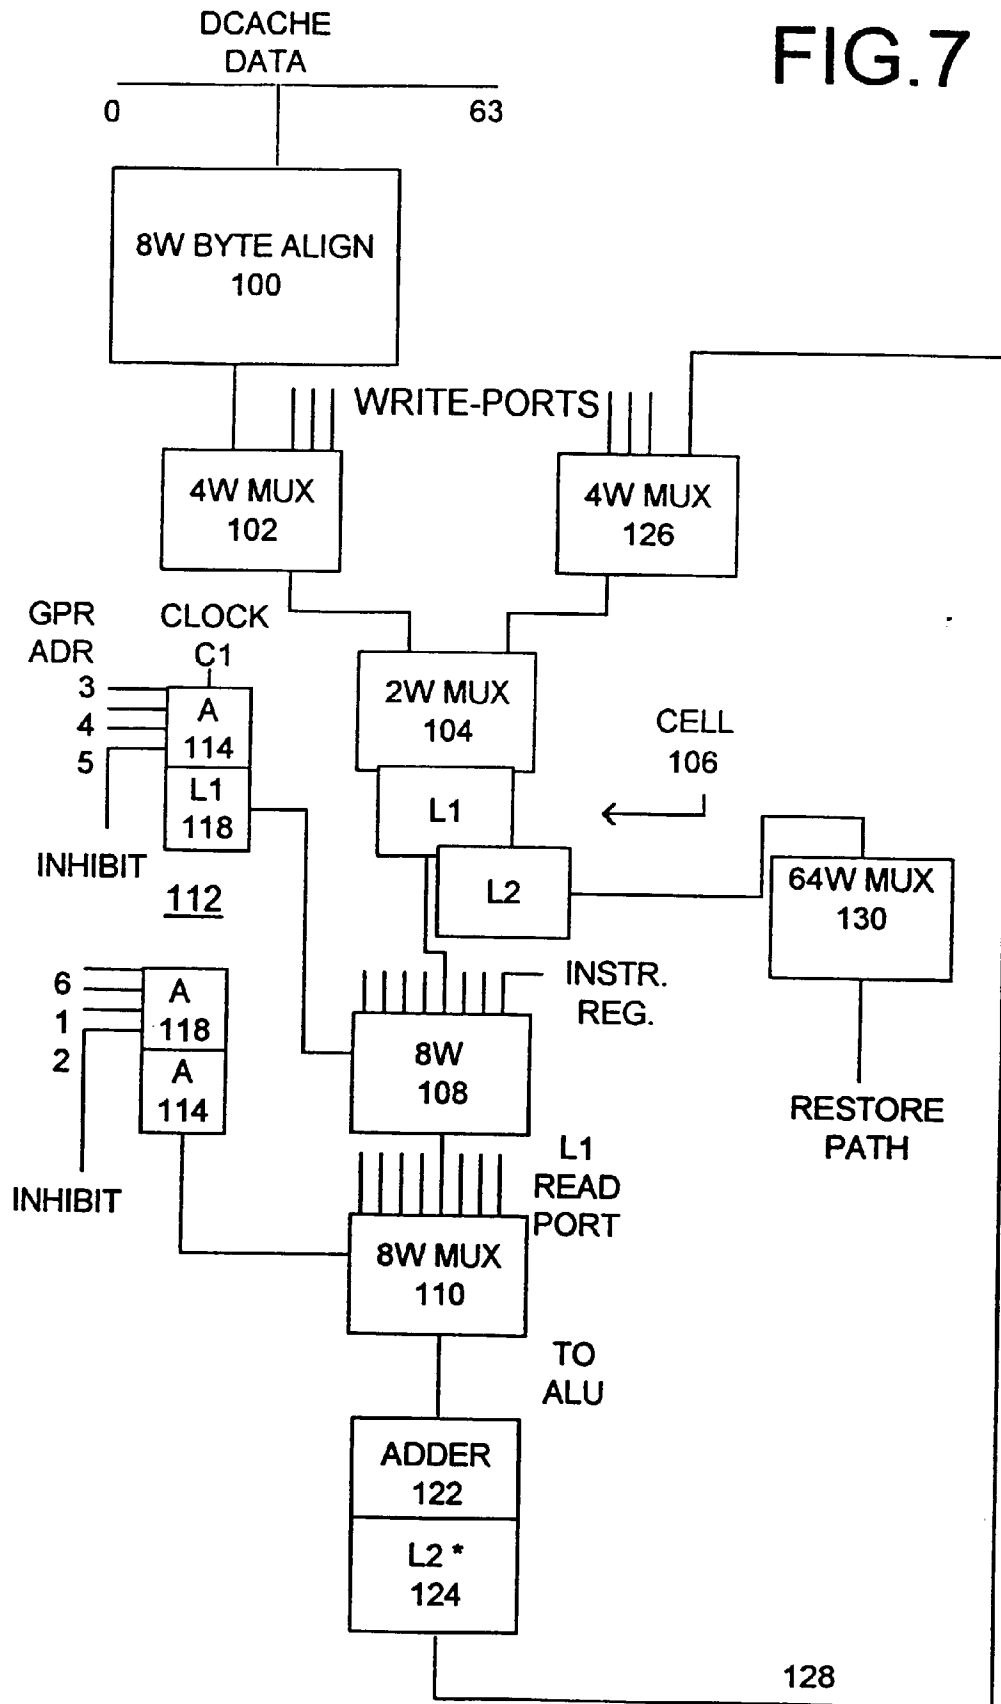 DCACHE
DATA
FIG.7
0 63
8W BYTE ALIGN
100
WRITE-PORTS
4W MUX
102
4W MUX
126
GPR
ADR
CLOCK
C1
3
4
5
A
114
L1
118
INHIBIT
112
2W MUX
104
L1
L2
CELL
106
64W MUX
130
RESTORE
PATH
6
1
2
A
118
A
114
INHIBIT
INSTR.
REG.
8W
108
L1
READ
PORT
8W MUX
110
TO
ALU
ADDER
122
L2 *
124
128